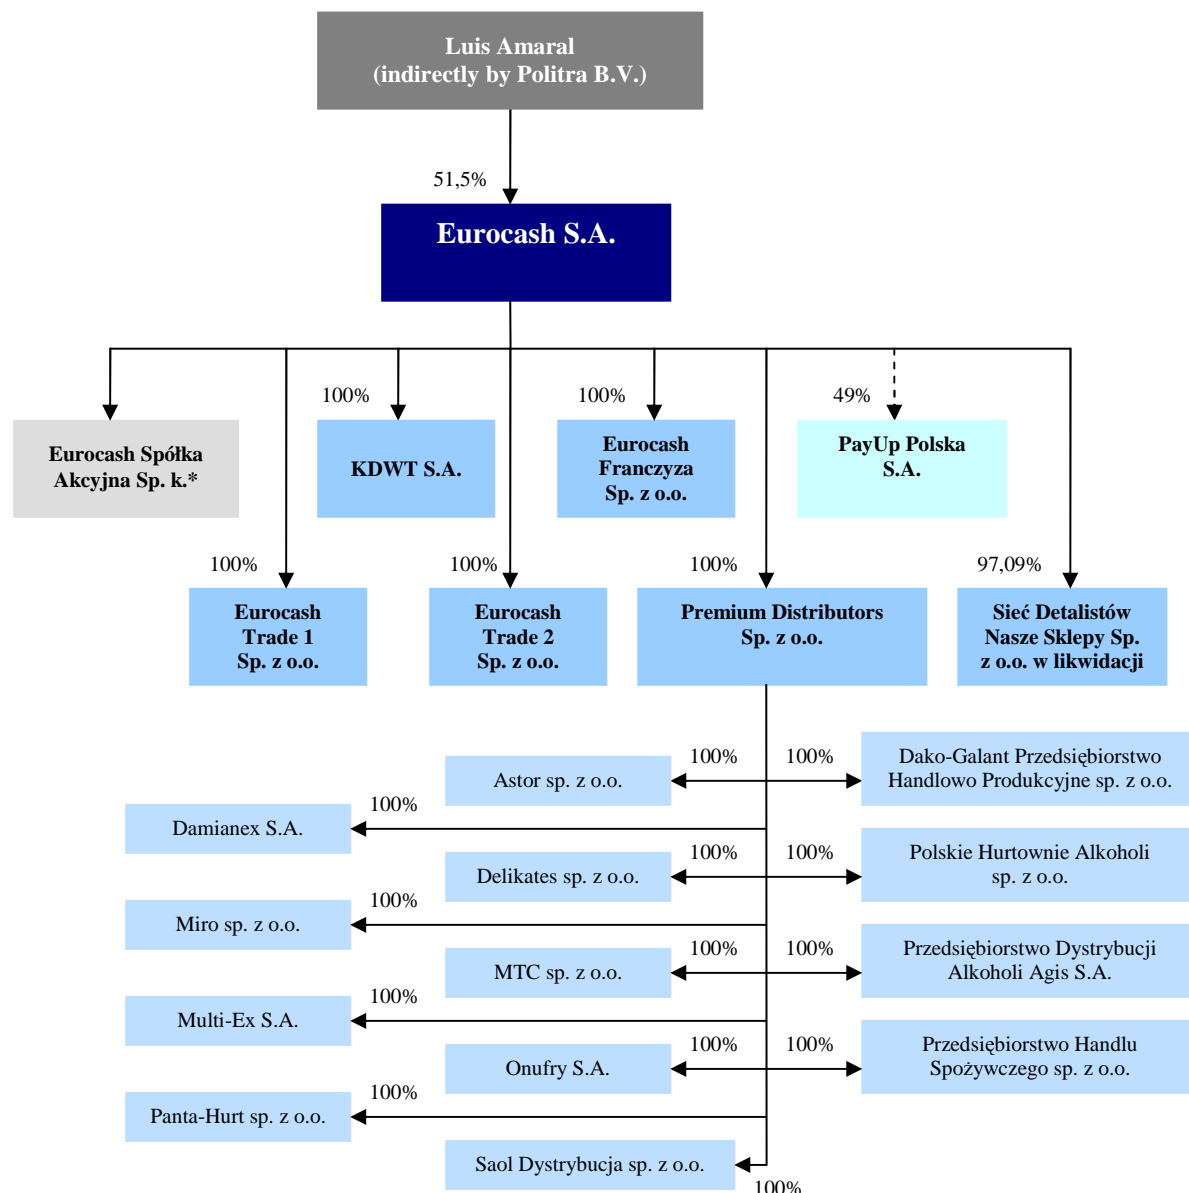 Luis Amaral
(indirectly by Politra B.V.)
51,5%
Eurocash S.A.
100%
100%
49%
Eurocash Spółka
Akcyjna Sp. k.*
KDWT S.A.
Eurocash
Franczyza
Sp. z o.o.
PayUp Polska
S.A.
100%
100%
100%
97,09%
Eurocash
Trade 1
Sp. z o.o.
Eurocash
Trade 2
Sp. z o.o.
Premium Distributors
Sp. z o.o.
Sieć Detalistów
Nasze Sklepy Sp.
z o.o. w likwidacji
100%
100%
Astor sp. z o.o.
Dako-Galant Przedsiębiorstwo
Handlowo Produkcyjne sp. z o.o.
100%
Damianex S.A.
100%
100%
Delikates sp. z o.o.
Polskie Hurtownie Alkoholi
sp. z o.o.
100%
Miro sp. z o.o.
100%
100%
MTC sp. z o.o.
Przedsiębiorstwo Dystrybucji
Alkoholi Agis S.A.
100%
Multi-Ex S.A.
100%
100%
Onufry S.A.
Przedsiębiorstwo Handlu
Spożywczego sp. z o.o.
100%
Panta-Hurt sp. z o.o.
Saol Dystrybucja sp. z o.o.
100%